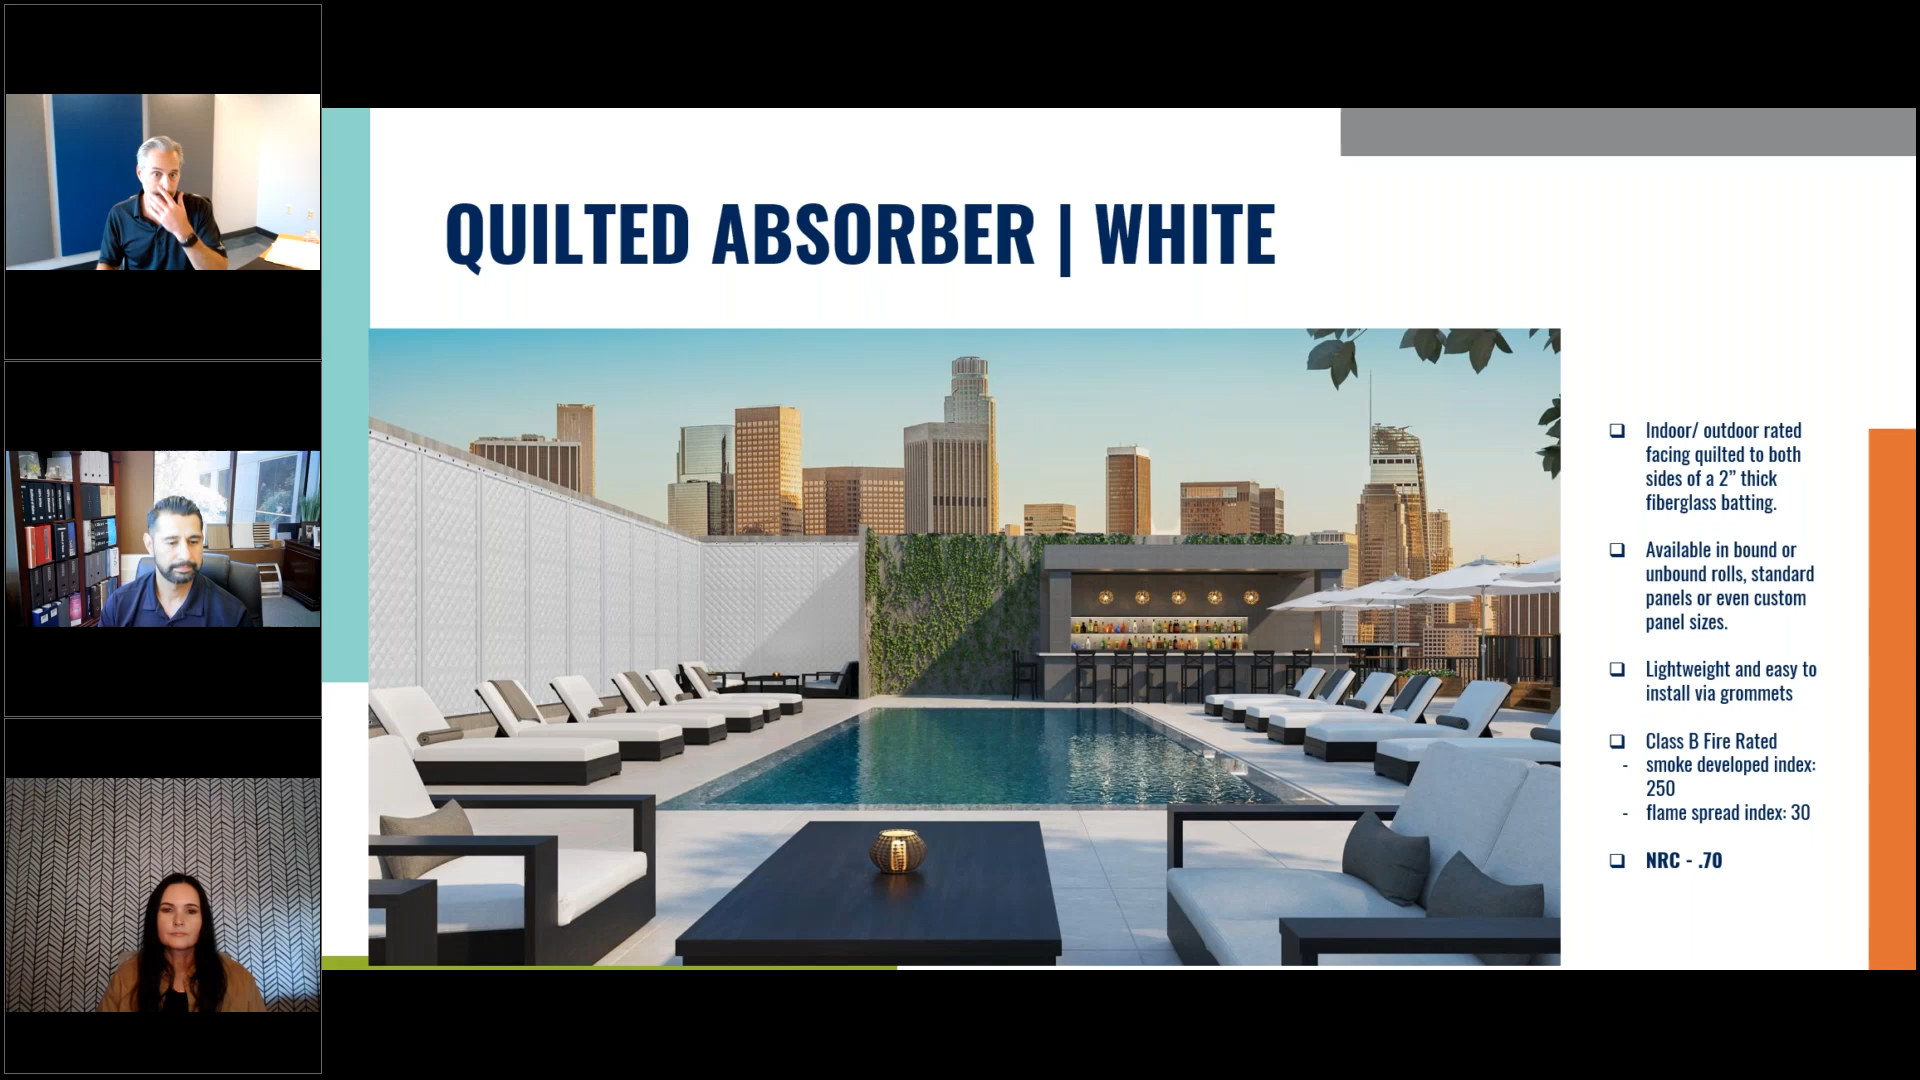 QUILTED ABSORBER | WHITE
Indoor/ outdoor rated
facing quilted to both
sides of a 2” thick
fiberglass batting.
Available in bound or
unbound rolls, standard
panels or even custom
panel sizes.
Lightweight and easy to
install via grommets
Class B Fire Rated
- smoke developed index:
250
- flame spread index: 30
NRC - .70